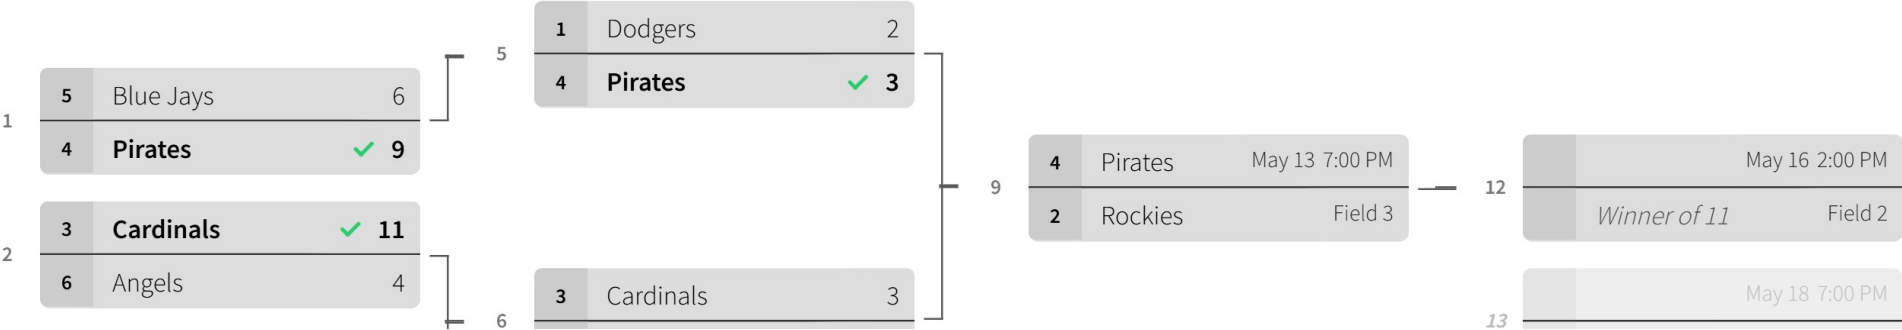 1
5 Blue Jays 6
4 Pirates 9
2
3 Cardinals 11
6 Angels 4
5
1 Dodgers 2
4 Pirates 3
6
3 Cardinals 3
9
4 Pirates May 13 7:00 PM
2 Rockies Field 3
12
May 16 2:00 PM
Winner of 11 Field 2
13
May 18 7:00 PM